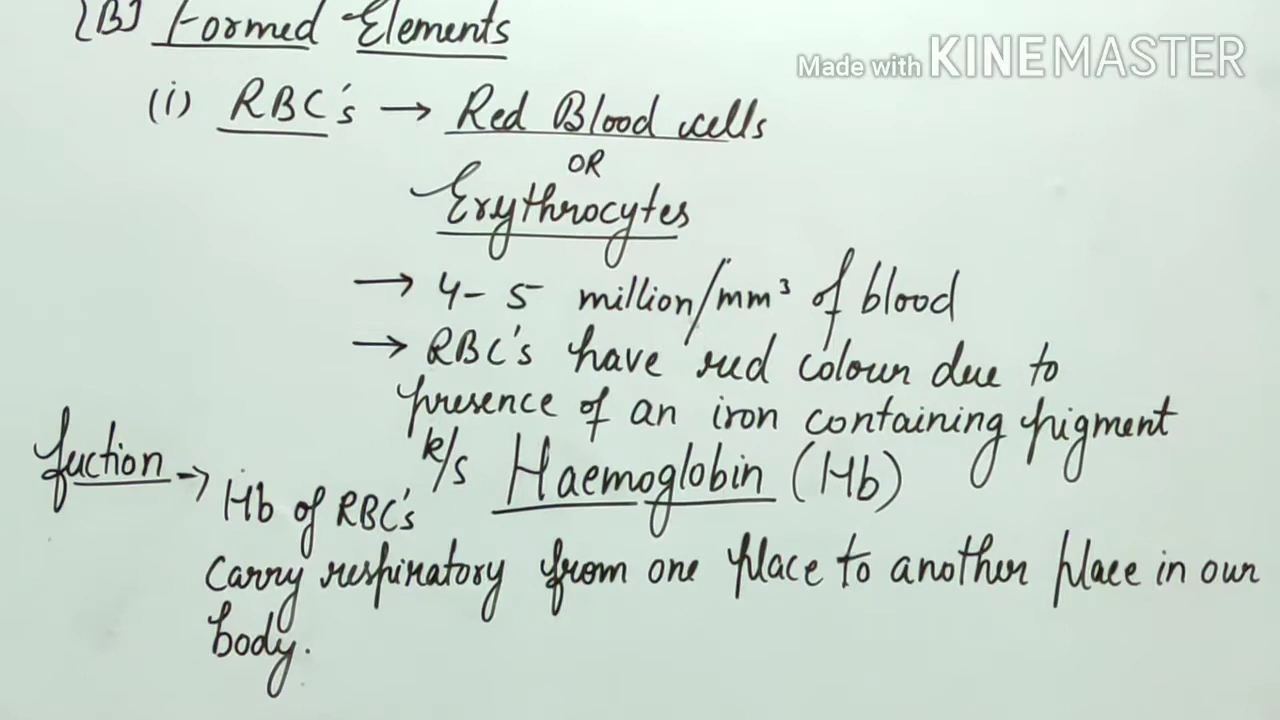 [B] Formed Elements
Made with KINEMASTER
(i) RBC's → Red Blood cells
OR
Erythrocytes
→ 4-5 million/mm³ of blood
→ RBC's have red colour due to
presence of an iron containing pigment
k/s Haemoglobin (Hb)
fuction → Hb of RBC's
carry respiratory from one place to another place in our
body.